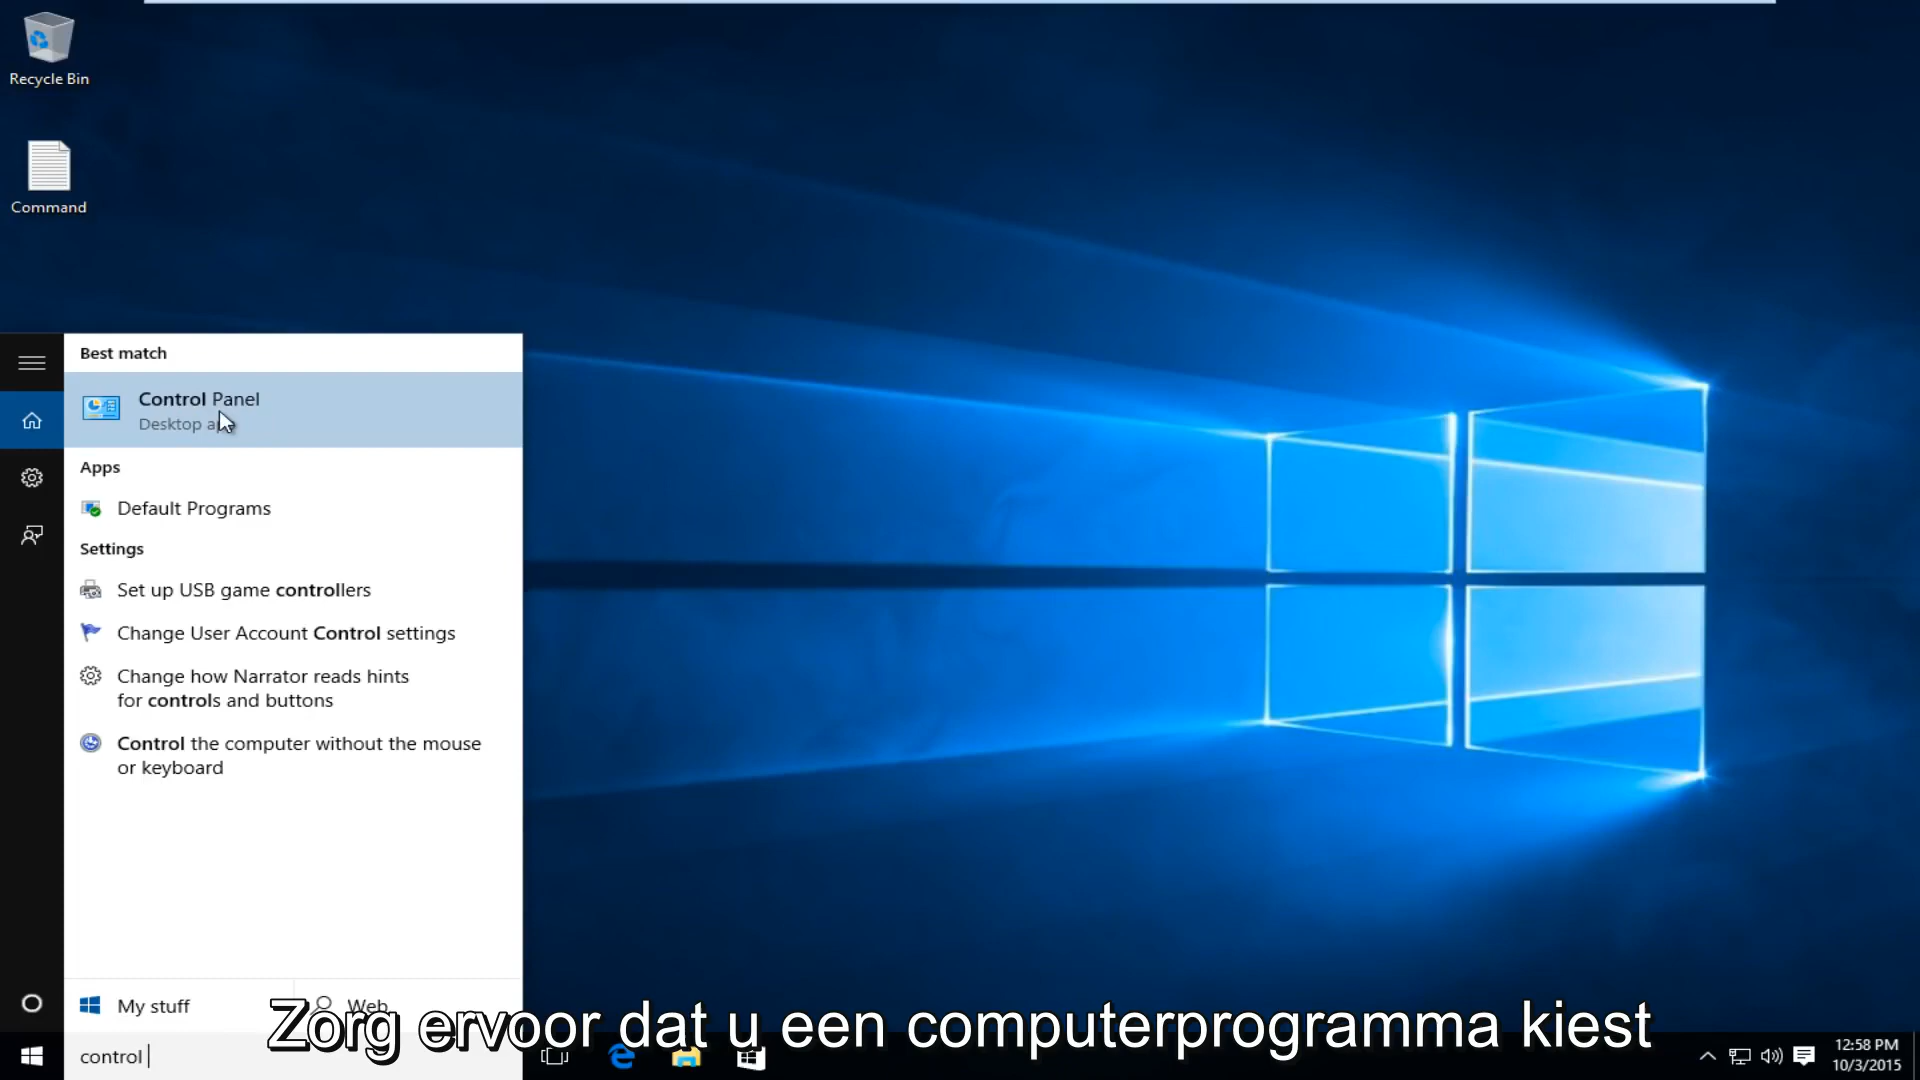 Recycle Bin
Command
Best match
Control Panel
Desktop
Apps
Default Programs
Settings
Set up USB game controllers
Change User Account Control settings
Change how Narrator reads hints
for controls and buttons
Control the computer without the mouse
or keyboard
My stuff
Web
Zorg ervoor dat u een computerprogramma kiest
control
12:58 PM
10/3/2015